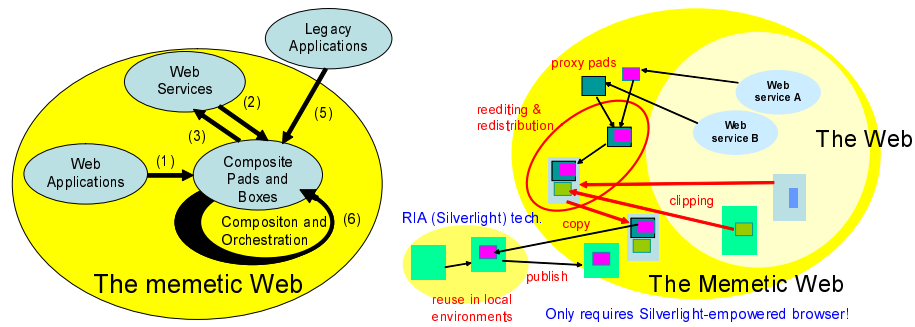 Legacy
Applications
Web
Services
(2)
(5)
(3)
Web
Applications
(1)
Composite
Pads and
Boxes
Compositon and
Orchestration
(6)
The memetic Web
proxy pads
Web
service A
Web
service B
reediting &
redistribution
The Web
clipping
RIA (Silverlight) tech.
copy
publish
The Memetic Web
reuse in local
environments
Only requires Silverlight-empowered browser!